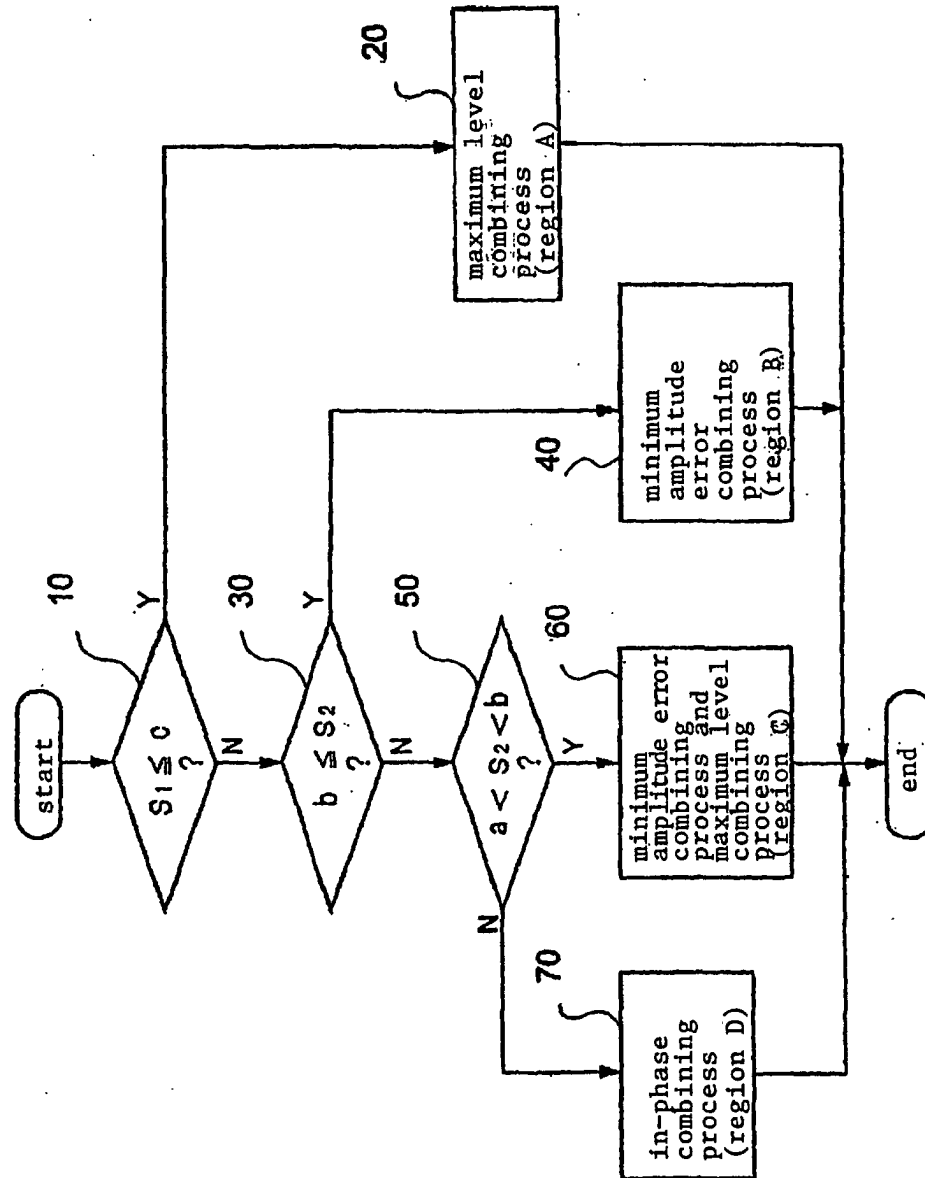 start
10
S1 ≦ c
?
Y
N
20
maximum level
combining
process
(region A)
30
b ≦ S2
?
Y
N
40
minimum
amplitude
error
combining
process
(region B)
50
a < S2 < b
?
N
Y
60
minimum
amplitude error
combining
process and
maximum level
combining
process
(region C)
70
in-phase
combining
process
(region D)
end